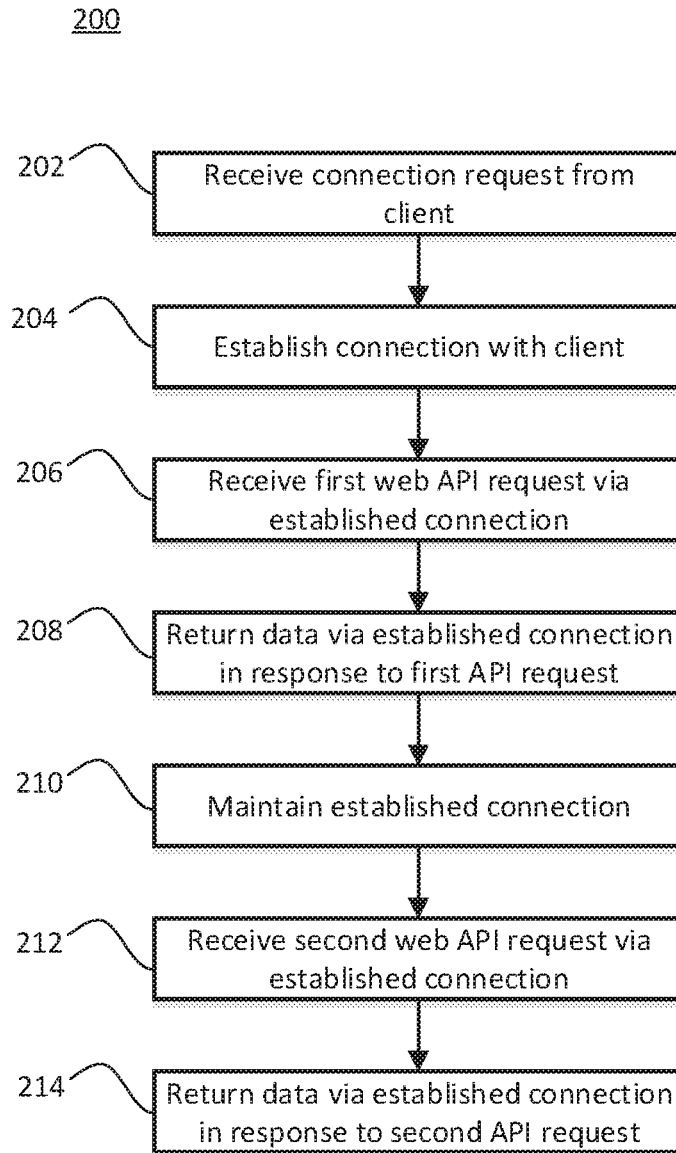 200
202
Receive connection request from
client
204
Establish connection with client
206
Receive first web API request via
established connection
208
Return data via established connection
in response to first API request
210
Maintain established connection
212
Receive second web API request via
established connection
214
Return data via established connection
in response to second API request